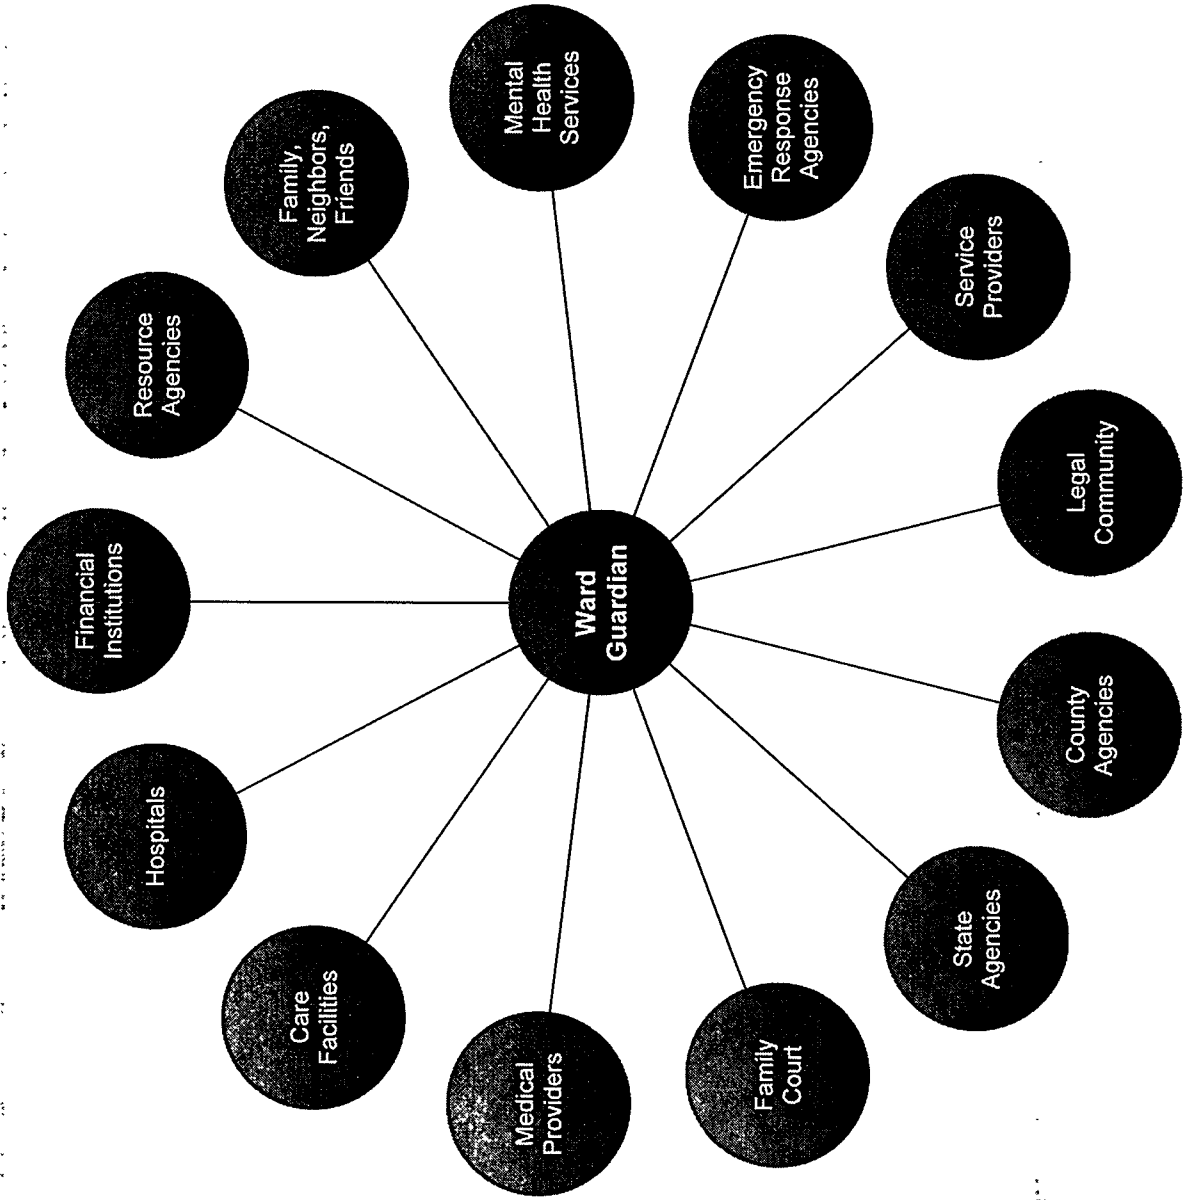 Financial
Institutions
Resource
Agencies
Family,
Neighbors,
Friends
Mental
Health
Services
Emergency
Response
Agencies
Service
Providers
Legal
Community
County
Agencies
State
Agencies
Family
Court
Medical
Providers
Care
Facilities
Hospitals
Ward
Guardian